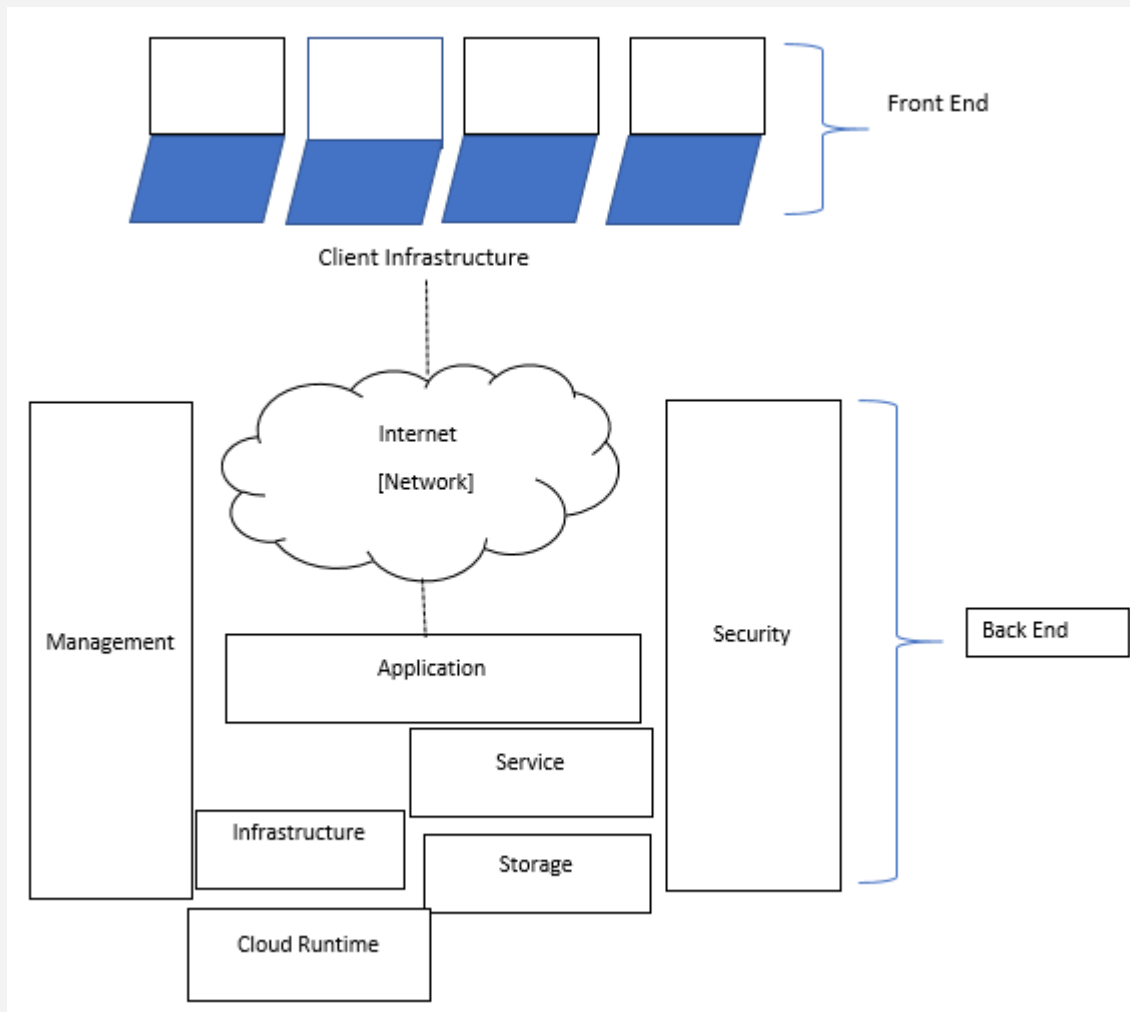 Front End
Client Infrastructure
Internet
[Network]
Management
Security
Back End
Application
Service
Infrastructure
Storage
Cloud Runtime